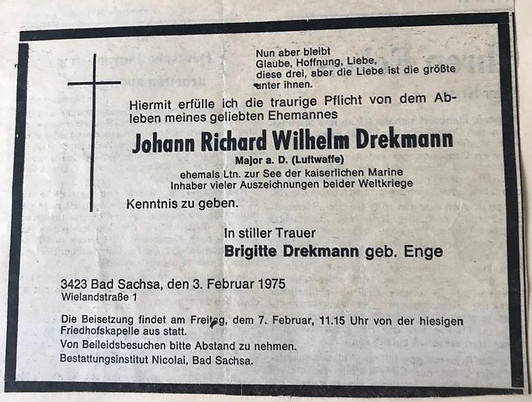 Nun aber bleibt
Glaube, Hoffnung, Liebe,
diese drei, aber die Liebe ist die größte
unter ihnen.
Hiermit erfülle ich die traurige Pflicht von dem Ab-
leben meines geliebten Ehemannes
Johann Richard Wilhelm Drekmann
Major a. D. (Luftwaffe)
ehemals Ltn. zur See der kaiserlichen Marine
Inhaber vieler Auszeichnungen beider Weltkriege
Kenntnis zu geben.
In stiller Trauer
Brigitte Drekmann geb. Enge
3423 Bad Sachsa, den 3. Februar 1975
Wielandstraße 1
Die Beisetzung findet am Freitag, dem 7. Februar, 11.15 Uhr von der hiesigen
Friedhofskapelle aus statt.
Von Beileidsbesuchen bitte Abstand zu nehmen.
Bestattungsinstitut Nicolai, Bad Sachsa.